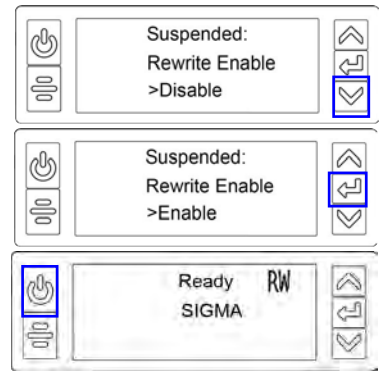 Suspended:
Rewrite Enable
>Disable
Suspended:
Rewrite Enable
>Enable
Ready RW
SIGMA